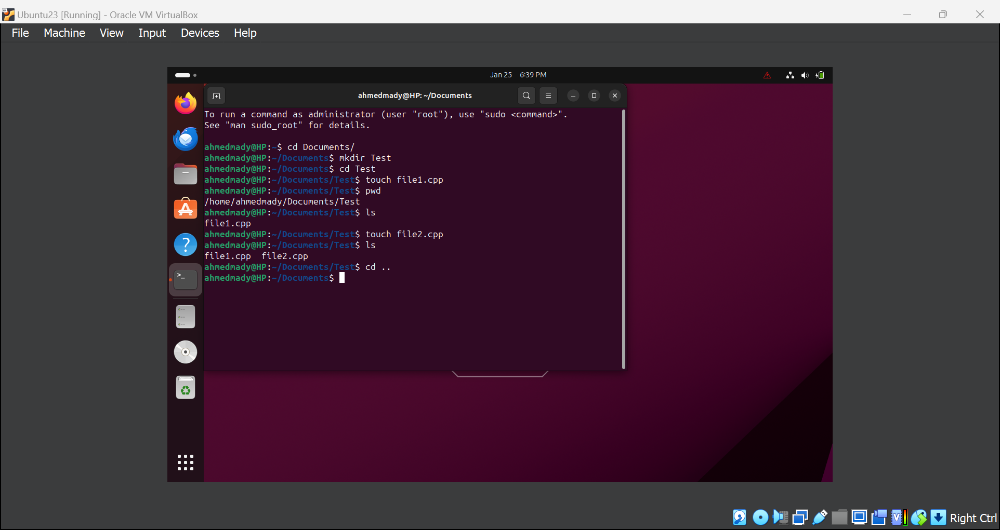 Ubuntu23 [Running] - Oracle VM VirtualBox
File Machine View Input Devices Help
Jan 25 6:39 PM
ahmedmady@HP: ~/Documents
To run a command as administrator (user "root"), use "sudo <command>".
See "man sudo_root" for details.
ahmedmady@HP:~$ cd Documents/
ahmedmady@HP:~/Documents$ mkdir Test
ahmedmady@HP:~/Documents$ cd Test
ahmedmady@HP:~/Documents/Test$ touch file1.cpp
ahmedmady@HP:~/Documents/Test$ pwd
/home/ahmedmady/Documents/Test
ahmedmady@HP:~/Documents/Test$ ls
file1.cpp
ahmedmady@HP:~/Documents/Test$ touch file2.cpp
ahmedmady@HP:~/Documents/Test$ ls
file1.cpp  file2.cpp
ahmedmady@HP:~/Documents/Test$ cd ..
ahmedmady@HP:~/Documents$
Right Ctrl